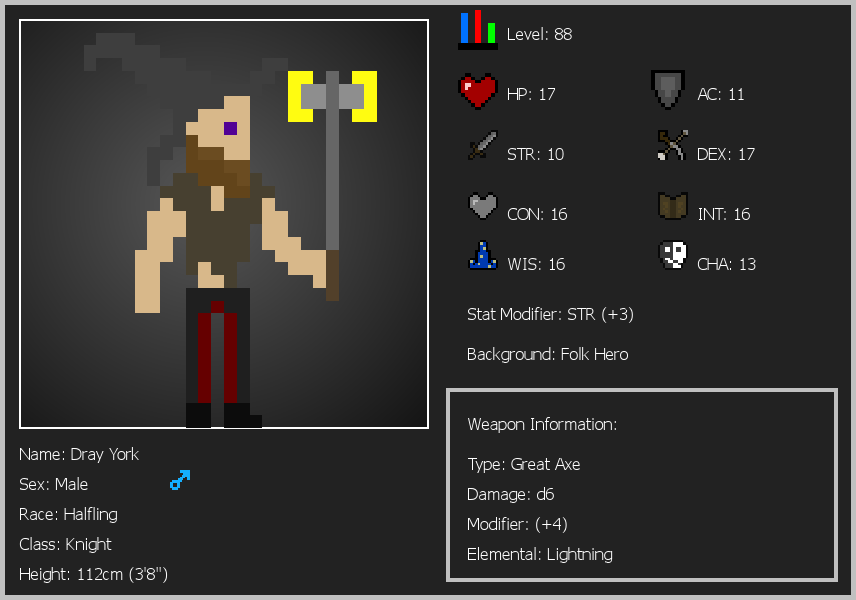 Level: 88
HP: 17
AC: 11
STR: 10
DEX: 17
CON: 16
INT: 16
WIS: 16
CHA: 13
Stat Modifier: STR (+3)
Background: Folk Hero
Weapon Information:
Type: Great Axe
Damage: d6
Modifier: (+4)
Elemental: Lightning
Name: Dray York
Sex: Male
Race: Halfling
Class: Knight
Height: 112cm (3'8")